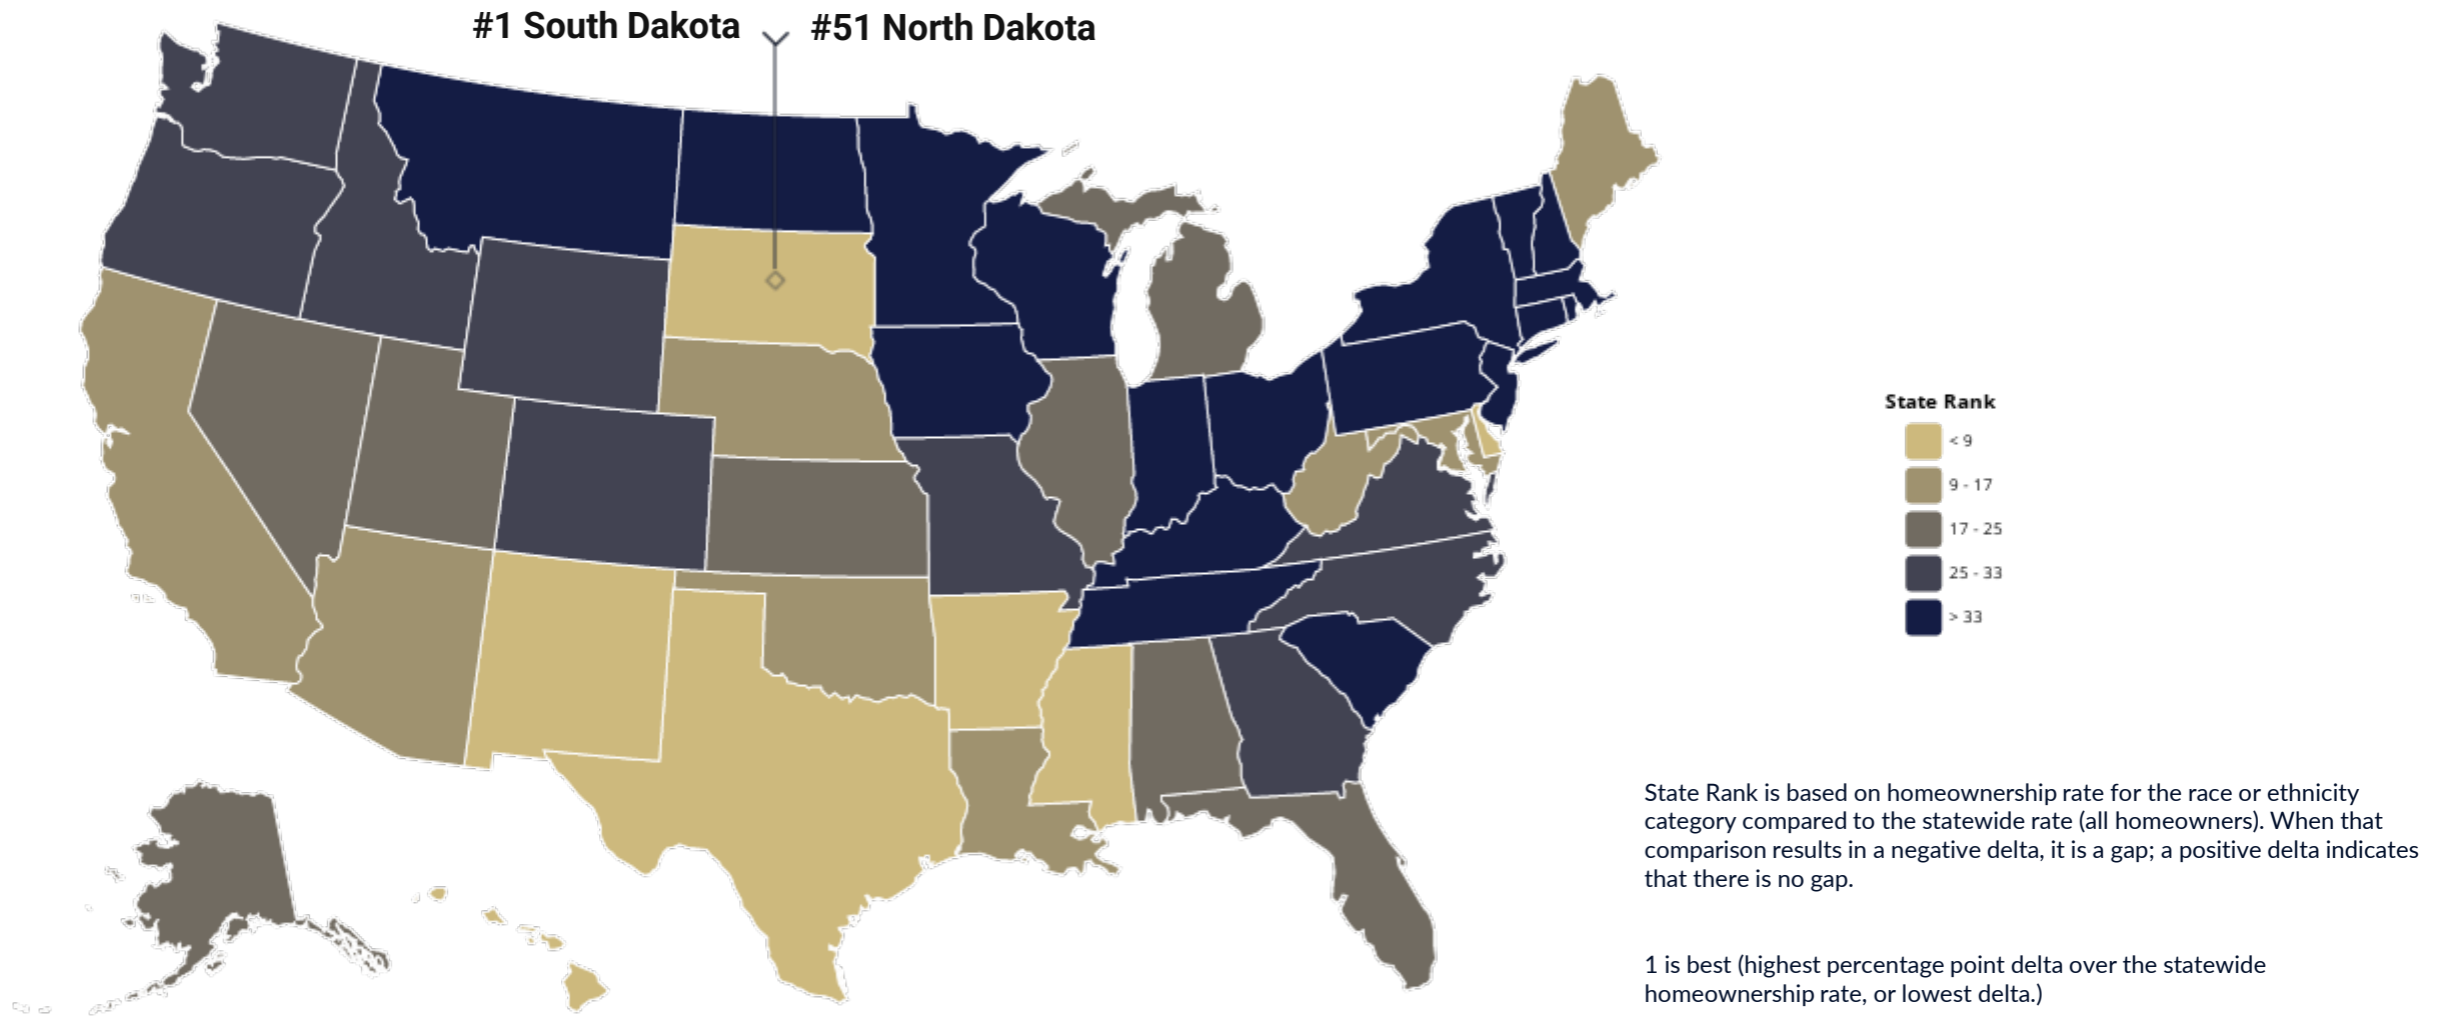 #1 South Dakota
#51 North Dakota
State Rank
< 9
9 - 17
17 - 25
25 - 33
> 33
State Rank is based on homeownership rate for the race or ethnicity
category compared to the statewide rate (all homeowners). When that
comparison results in a negative delta, it is a gap; a positive delta indicates
that there is no gap.
1 is best (highest percentage point delta over the statewide
homeownership rate, or lowest delta.)